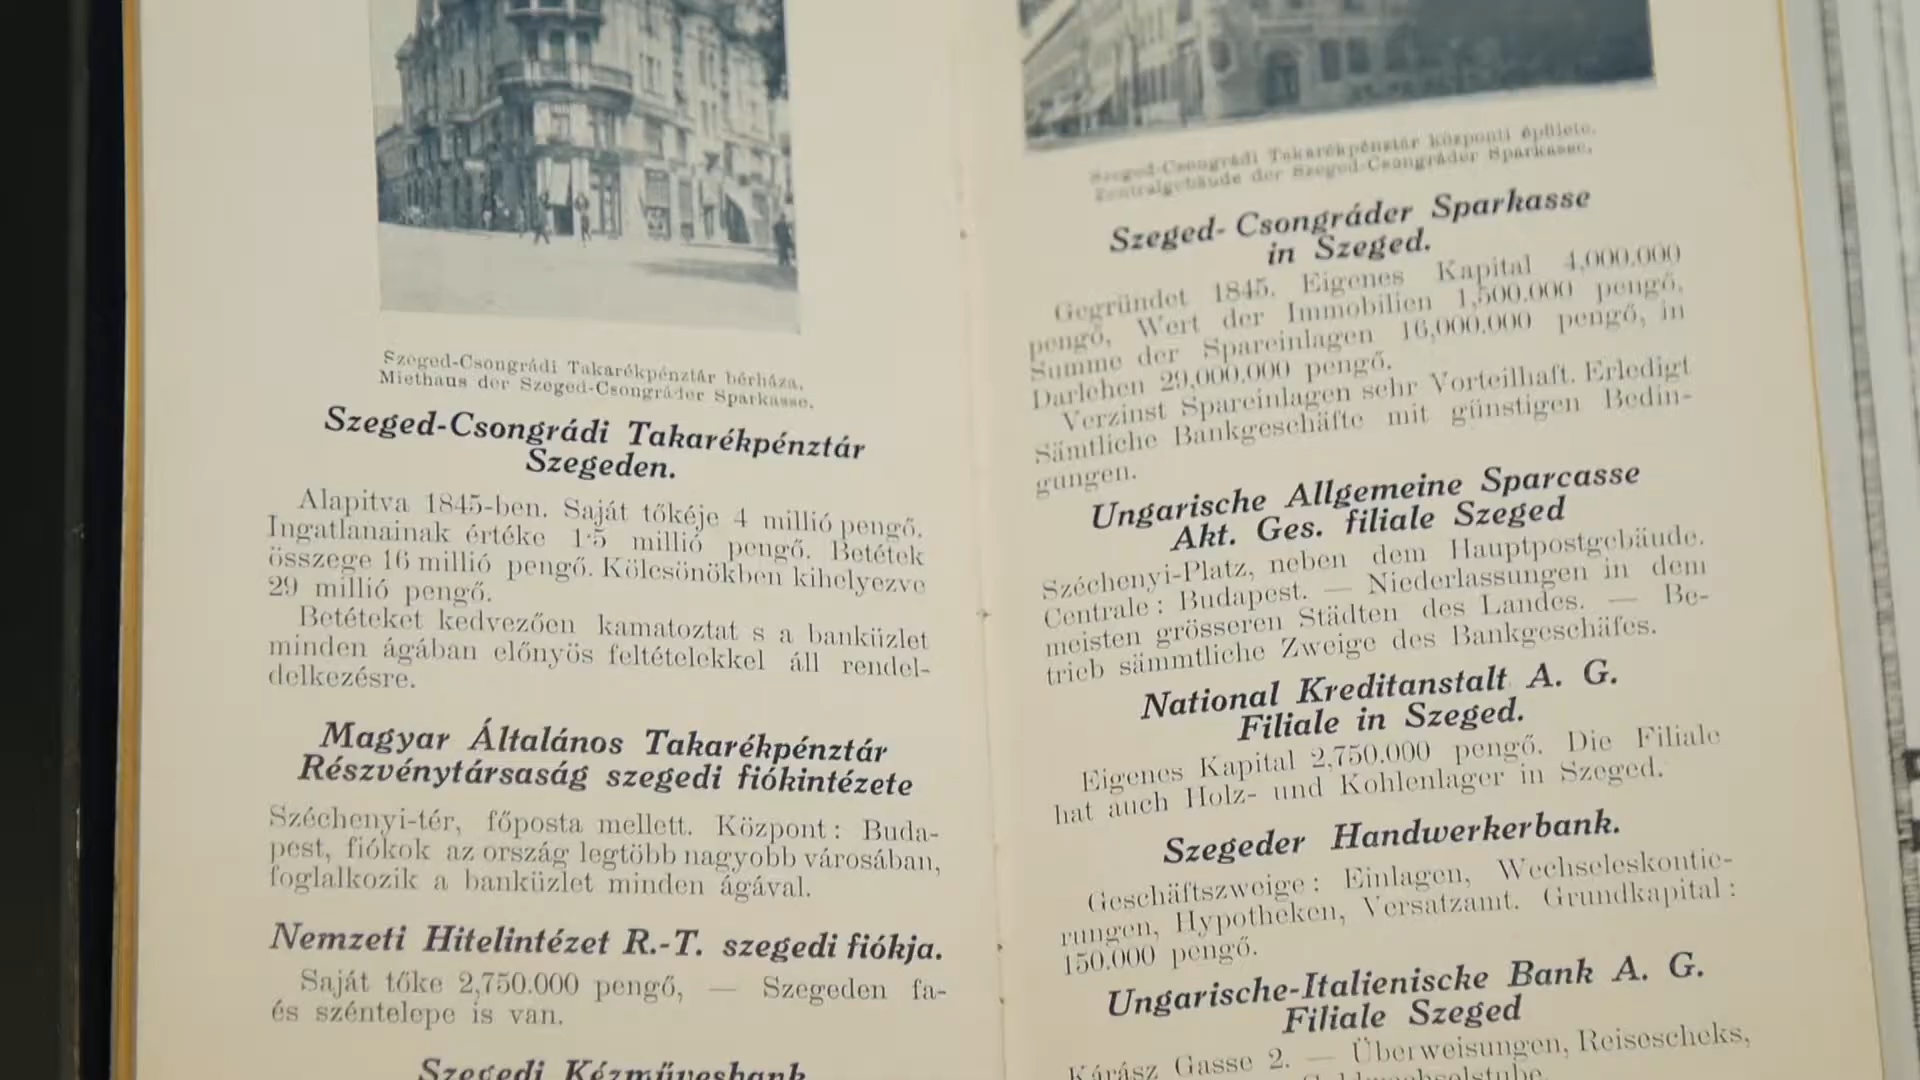 Szeged-Csongrádi Takarékpénztár bérháza.
Miethaus der Szeged-Csongráder Sparkasse.
Szeged-Csongrádi Takarékpénztár
Szegeden.
Alapitva 1845-ben. Saját tőkéje 4 millió pengő.
Ingatlanainak értéke 1·5 millió pengő. Betétek
összege 16 millió pengő. Kölcsönökben kihelyezve
29 millió pengő.
Betéteket kedvezően kamatoztat s a banküzlet
minden ágában előnyös feltételekkel áll rendel-
delkezésre.
Magyar Általános Takarékpénztár
Részvénytársaság szegedi fiókintézete
Széchenyi-tér, főposta mellett. Központ: Buda-
pest, fiókok az ország legtöbb nagyobb városában,
foglalkozik a banküzlet minden ágával.
Nemzeti Hitelintézet R.-T. szegedi fiókja.
Saját tőke 2,750.000 pengő, — Szegeden fa-
és széntelepe is van.
Szegedi Kézművesbank
Szeged-Csongrádi Takarékpénztár központi épülete.
Zentralgebäude der Szeged-Csongráder Sparkasse.
Szeged- Csongráder Sparkasse
in Szeged.
Gegründet 1845. Eigenes Kapital 4,000.000
pengő, Wert der Immobilien 1,500.000 pengő,
Summe der Spareinlagen 16,000.000 pengő, in
Darlehen 29,000.000 pengő.
Verzinst Spareinlagen sehr Vorteilhaft. Erledigt
Sämtliche Bankgeschäfte mit günstigen Bedin-
gungen.
Ungarische Allgemeine Sparcasse
Akt. Ges. filiale Szeged
Széchenyi-Platz, neben dem Hauptpostgebäude.
Centrale: Budapest. — Niederlassungen in dem
meisten grösseren Städten des Landes. — Be-
trieb sämmtliche Zweige des Bankgeschäfes.
National Kreditanstalt A. G.
Filiale in Szeged.
Eigenes Kapital 2,750.000 pengő. Die Filiale
hat auch Holz- und Kohlenlager in Szeged.
Szegeder Handwerkerbank.
Geschäftszweige: Einlagen, Wechseleskontie-
rungen, Hypotheken, Versatzamt. Grundkapital:
150.000 pengő.
Ungarische-Italienische Bank A. G.
Filiale Szeged
Kárász Gasse 2. — Überweisungen, Reisescheks,